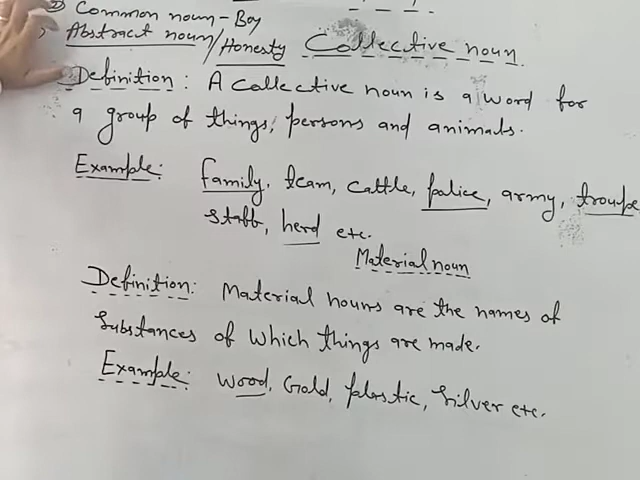 Common noun - Boy
Abstract noun/Honesty Collective noun.
Definition: A collective noun is a word for
a group of things, persons and animals.
Example: Family, team, cattle, police, army, troupe
staff, herd etc.
Material noun
Definition: Material nouns are the names of
substances of which things are made.
Example: Wood, Gold, plastic, Silver etc.